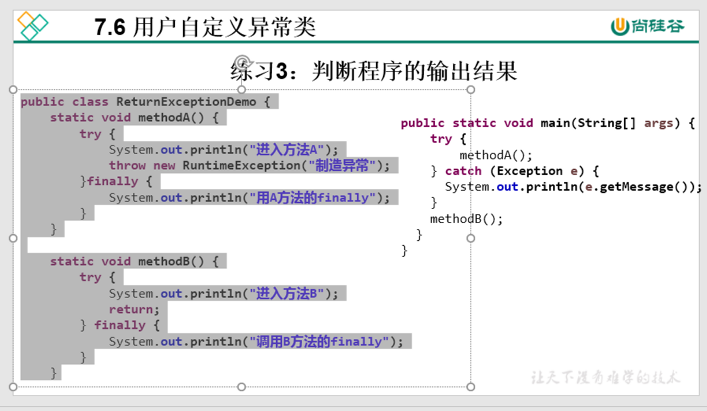 7.6 用户自定义异常类
尚硅谷
练习3：判断程序的输出结果
public class ReturnExceptionDemo {
static void methodA() {
try {
System.out.println("进入方法A");
throw new RuntimeException("制造异常");
}finally {
System.out.println("用A方法的finally");
}
}
static void methodB() {
try {
System.out.println("进入方法B");
return;
} finally {
System.out.println("调用B方法的finally");
}
}
public static void main(String[] args) {
try {
methodA();
} catch (Exception e) {
System.out.println(e.getMessage());
}
methodB();
}
}
让天下没有难学的技术